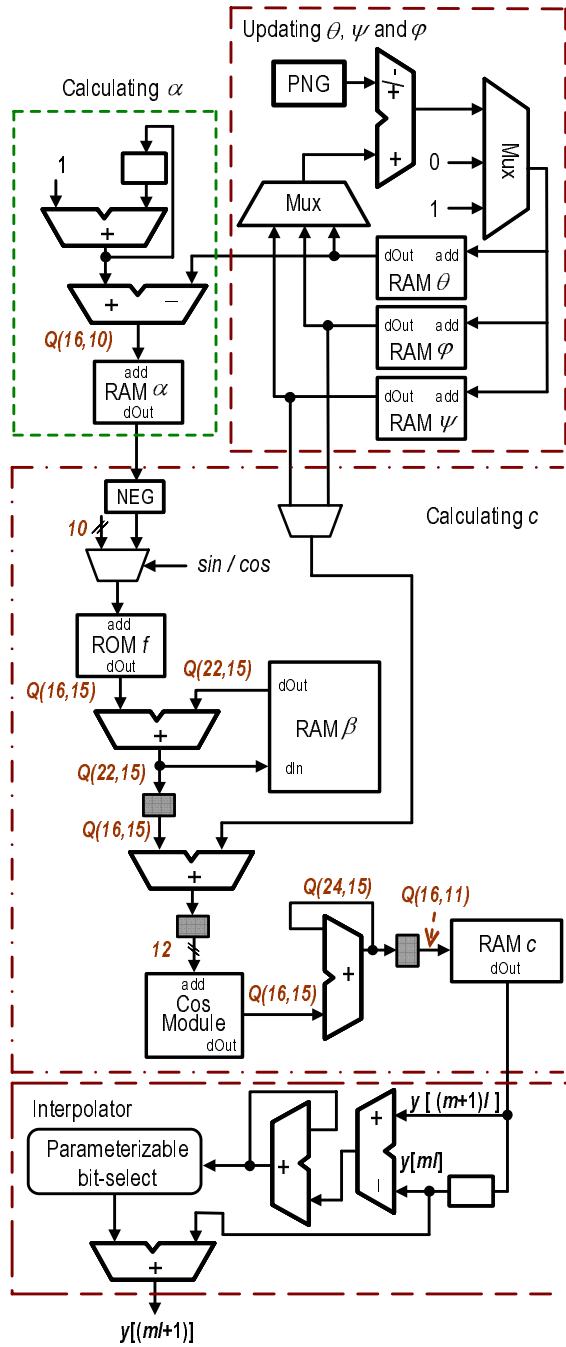 Updating θ, ψ and φ
PNG
-/+
+
Mux
0
1
Mux
dOut add
RAM θ
dOut add
RAM φ
dOut add
RAM ψ
Calculating α
1
+
+ −
Q(16,10)
add
RAM α
dOut
Calculating c
NEG
10
sin / cos
add
ROM f
dOut
Q(16,15)
Q(22,15)
dOut
RAM β
dIn
+
Q(22,15)
Q(16,15)
+
12
add
Cos
Module
dOut
Q(16,15)
Q(24,15)
+
Q(16,11)
RAM c
dOut
Interpolator
y [ (m+1)l ]
+
y[ml]
−
+
Parameterizable
bit-select
+
y[(ml+1)]